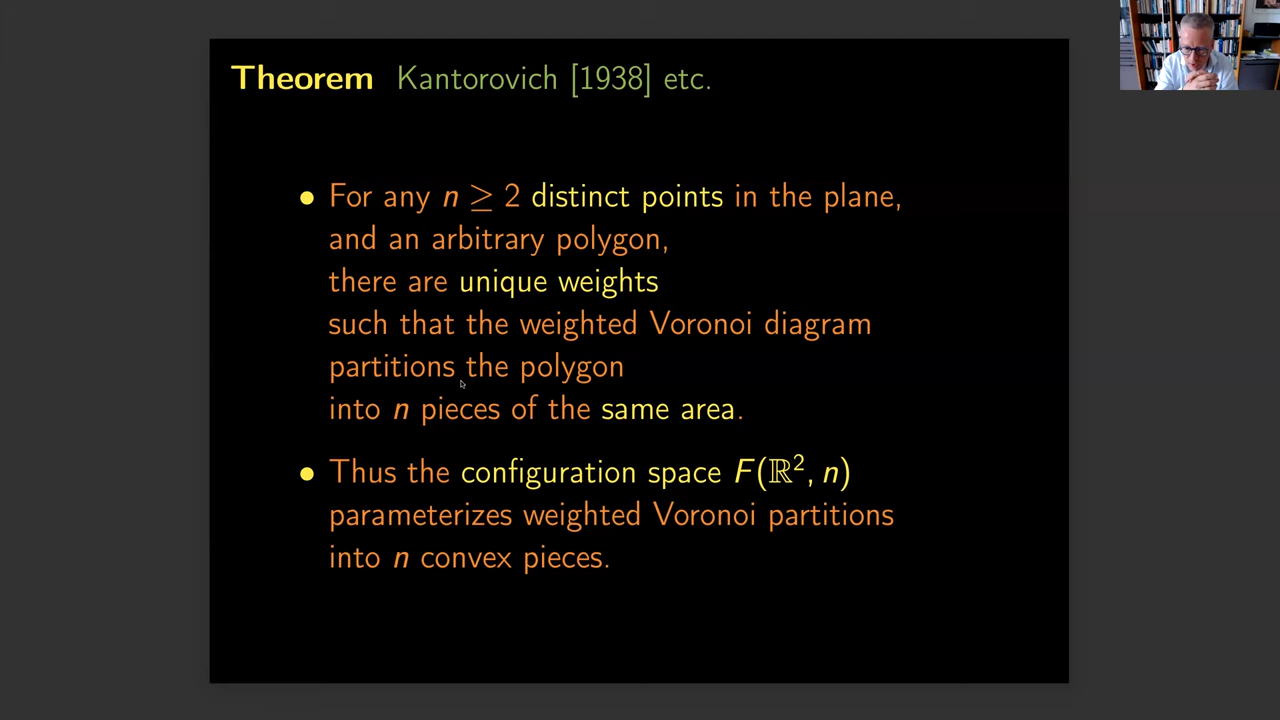 Theorem Kantorovich [1938] etc.
• For any n ≥ 2 distinct points in the plane,
and an arbitrary polygon,
there are unique weights
such that the weighted Voronoi diagram
partitions the polygon
into n pieces of the same area.
• Thus the configuration space F(ℝ², n)
parameterizes weighted Voronoi partitions
into n convex pieces.